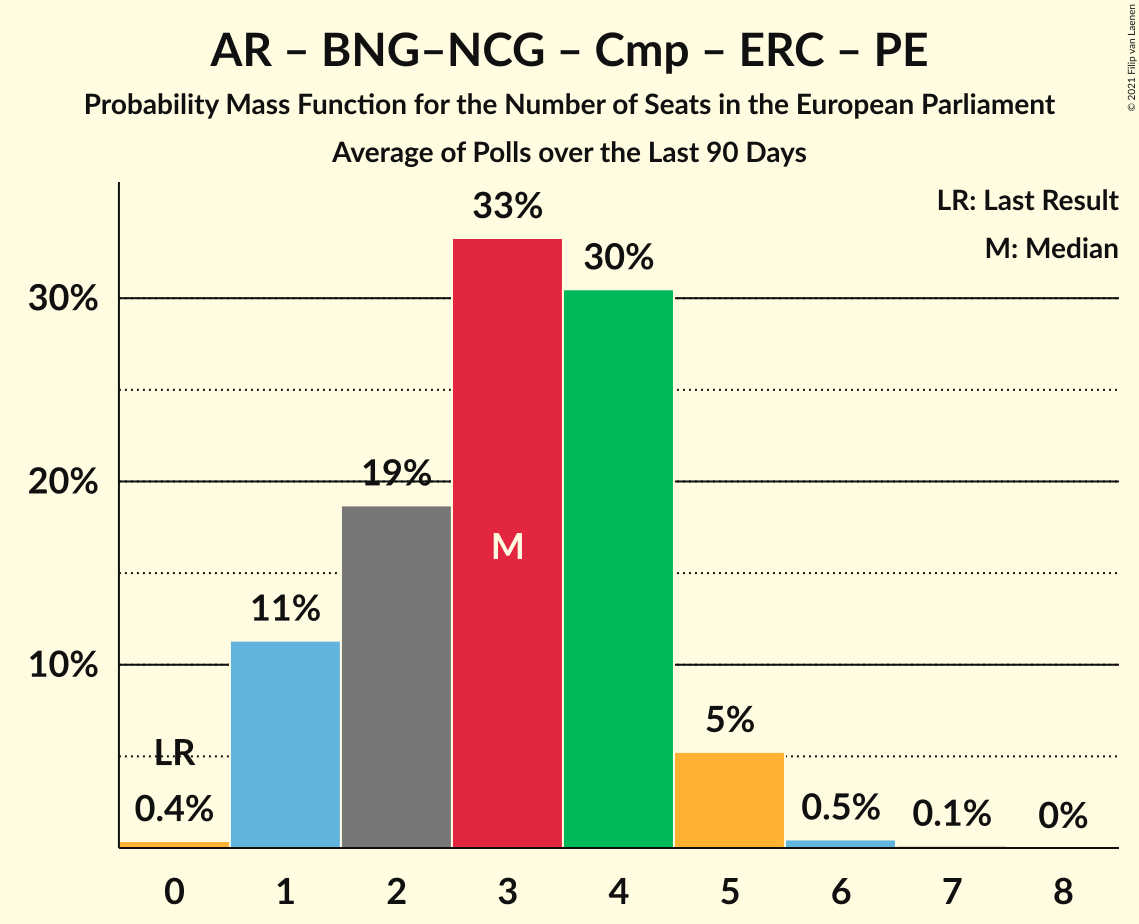 AR – BNG–NCG – Cmp – ERC – PE
Probability Mass Function for the Number of Seats in the European Parliament
Average of Polls over the Last 90 Days
© 2021 Filip van Laenen
LR: Last Result
M: Median
33%
30%
30%
20%
19%
M
11%
10%
LR
5%
0.4%
0.5%
0.1%
0%
0 1 2 3 4 5 6 7 8